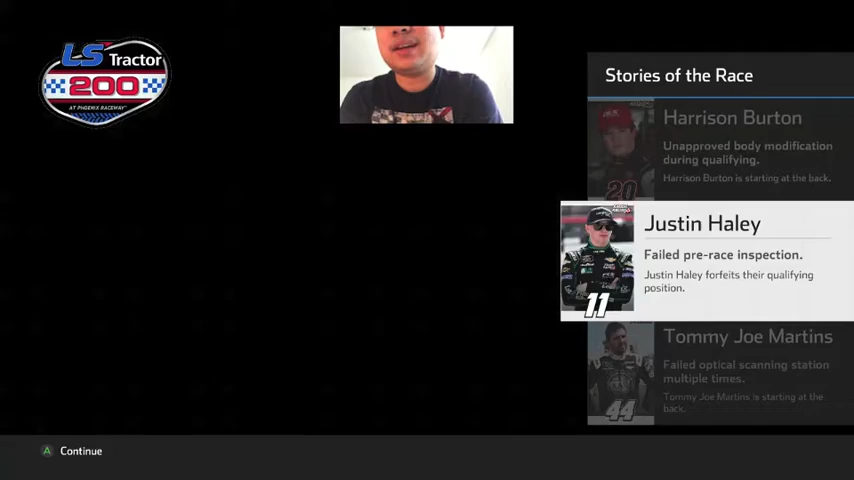 LS Tractor
200
AT PHOENIX RACEWAY
Stories of the Race
Harrison Burton
Unapproved body modification
during qualifying.
Harrison Burton is starting at the back.
20
Justin Haley
Failed pre-race inspection.
Justin Haley forfeits their qualifying
position.
11
Tommy Joe Martins
Failed optical scanning station
multiple times.
Tommy Joe Martins is starting at the
back.
44
A Continue